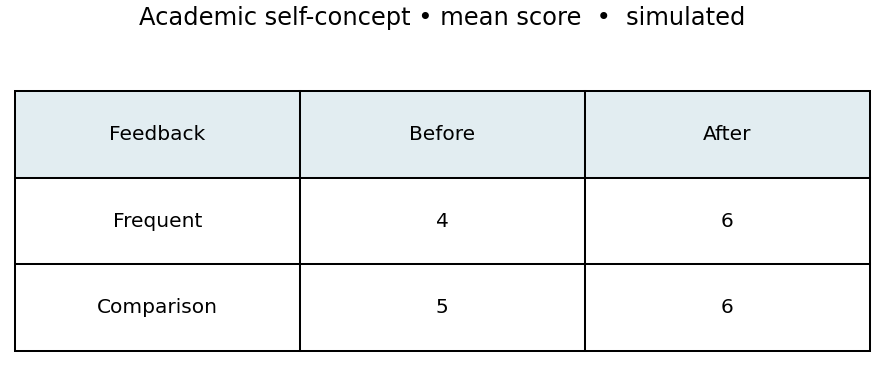 Academic self-concept • mean score  •  simulated
Feedback Before After
Frequent 4 6
Comparison 5 6